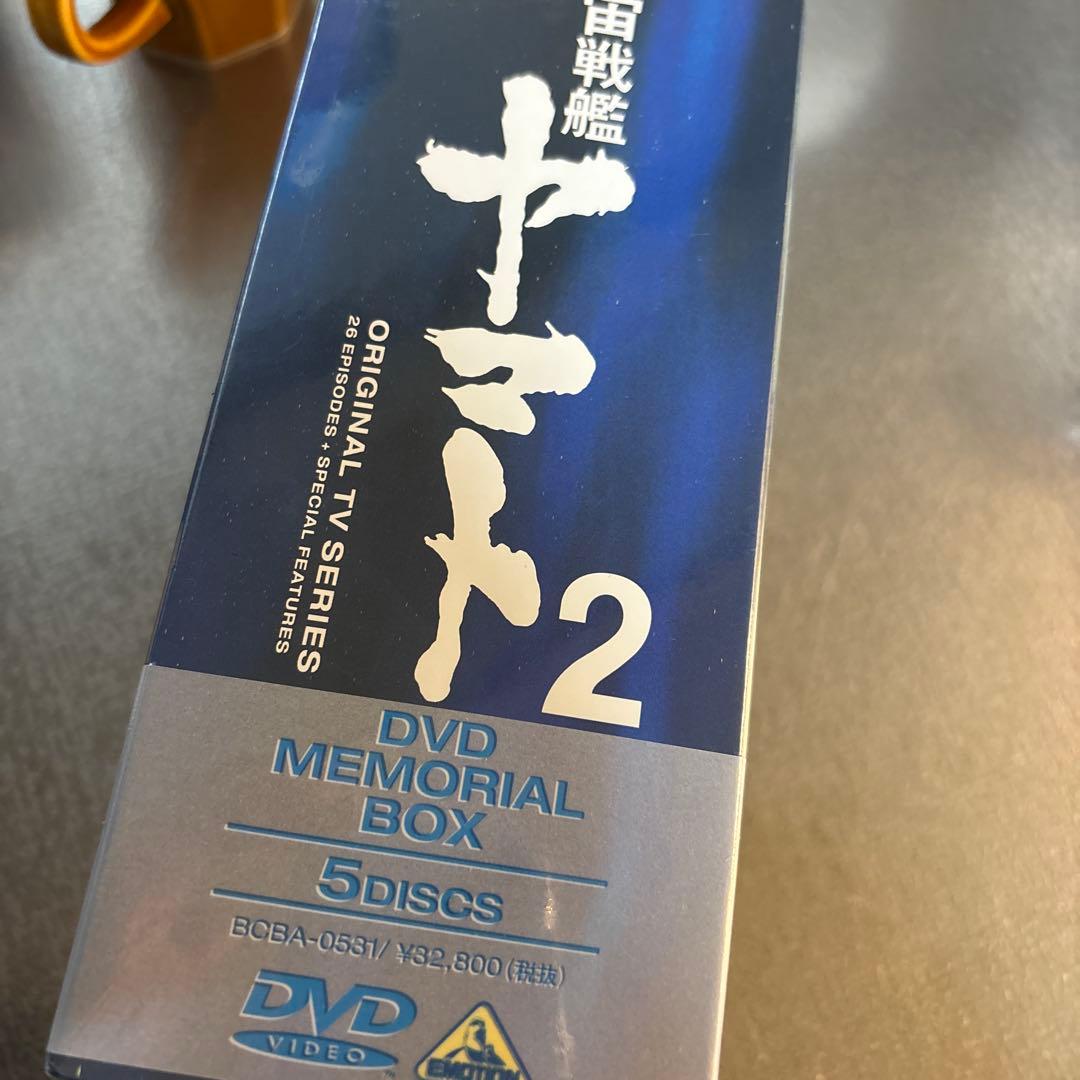 宙戦艦
ヤマト2
ORIGINAL TV SERIES
26 EPISODES + SPECIAL FEATURES
DVD
MEMORIAL
BOX
5DISCS
BCBA-0531/ ¥32,800(税抜)
DVD
VIDEO
EMOTION